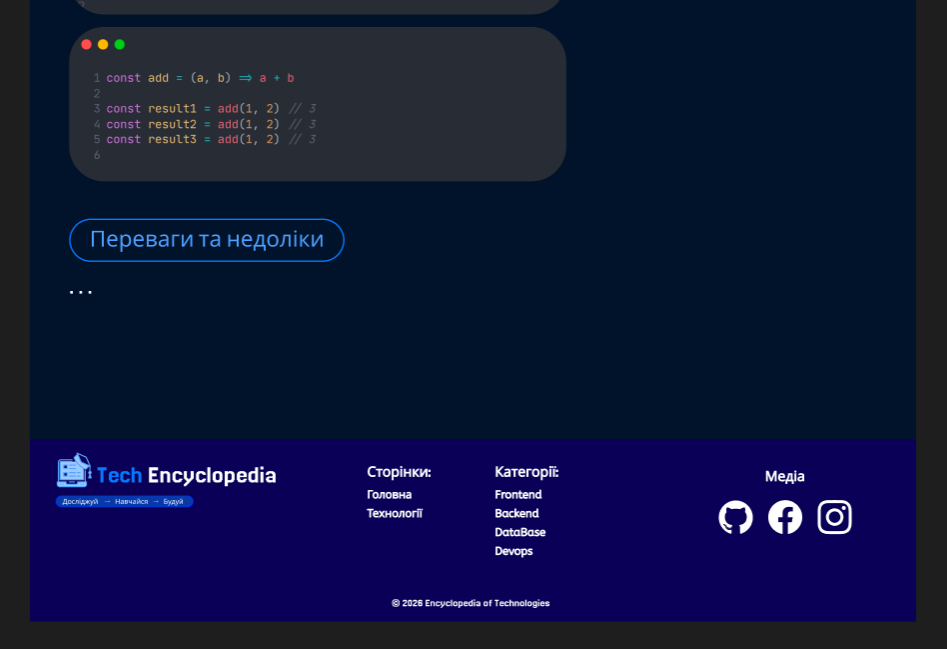 1 const add = (a, b) => a + b
2
3 const result1 = add(1, 2) // 3
4 const result2 = add(1, 2) // 3
5 const result3 = add(1, 2) // 3
6
Переваги та недоліки
...
Tech Encyclopedia
Досліджуй → Навчайся → Будуй
Сторінки:
Головна
Технології
Категорії:
Frontend
Backend
DataBase
Devops
Медіа
© 2026 Encyclopedia of Technologies